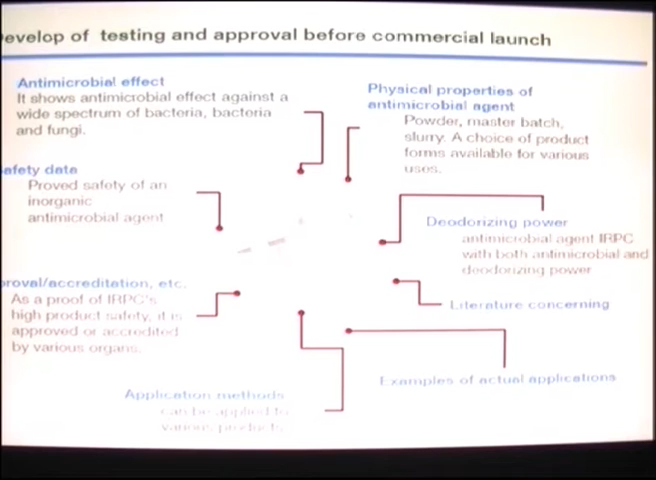 evelop of testing and approval before commercial launch
Antimicrobial effect
It shows antimicrobial effect against a
wide spectrum of bacteria, bacteria
and fungi.
Physical properties of
antimicrobial agent
Powder, master batch,
slurry. A choice of product
forms available for various
uses.
afety data
Proved safety of an
inorganic
antimicrobial agent
Deodorizing power
antimicrobial agent IRPC
with both antimicrobial and
deodorizing power
proval/accreditation, etc.
As a proof of IRPC's
high product safety, it is
approved or accredited
by various organs.
Literature concerning
Examples of actual applications
Application methods
can be applied to
various products